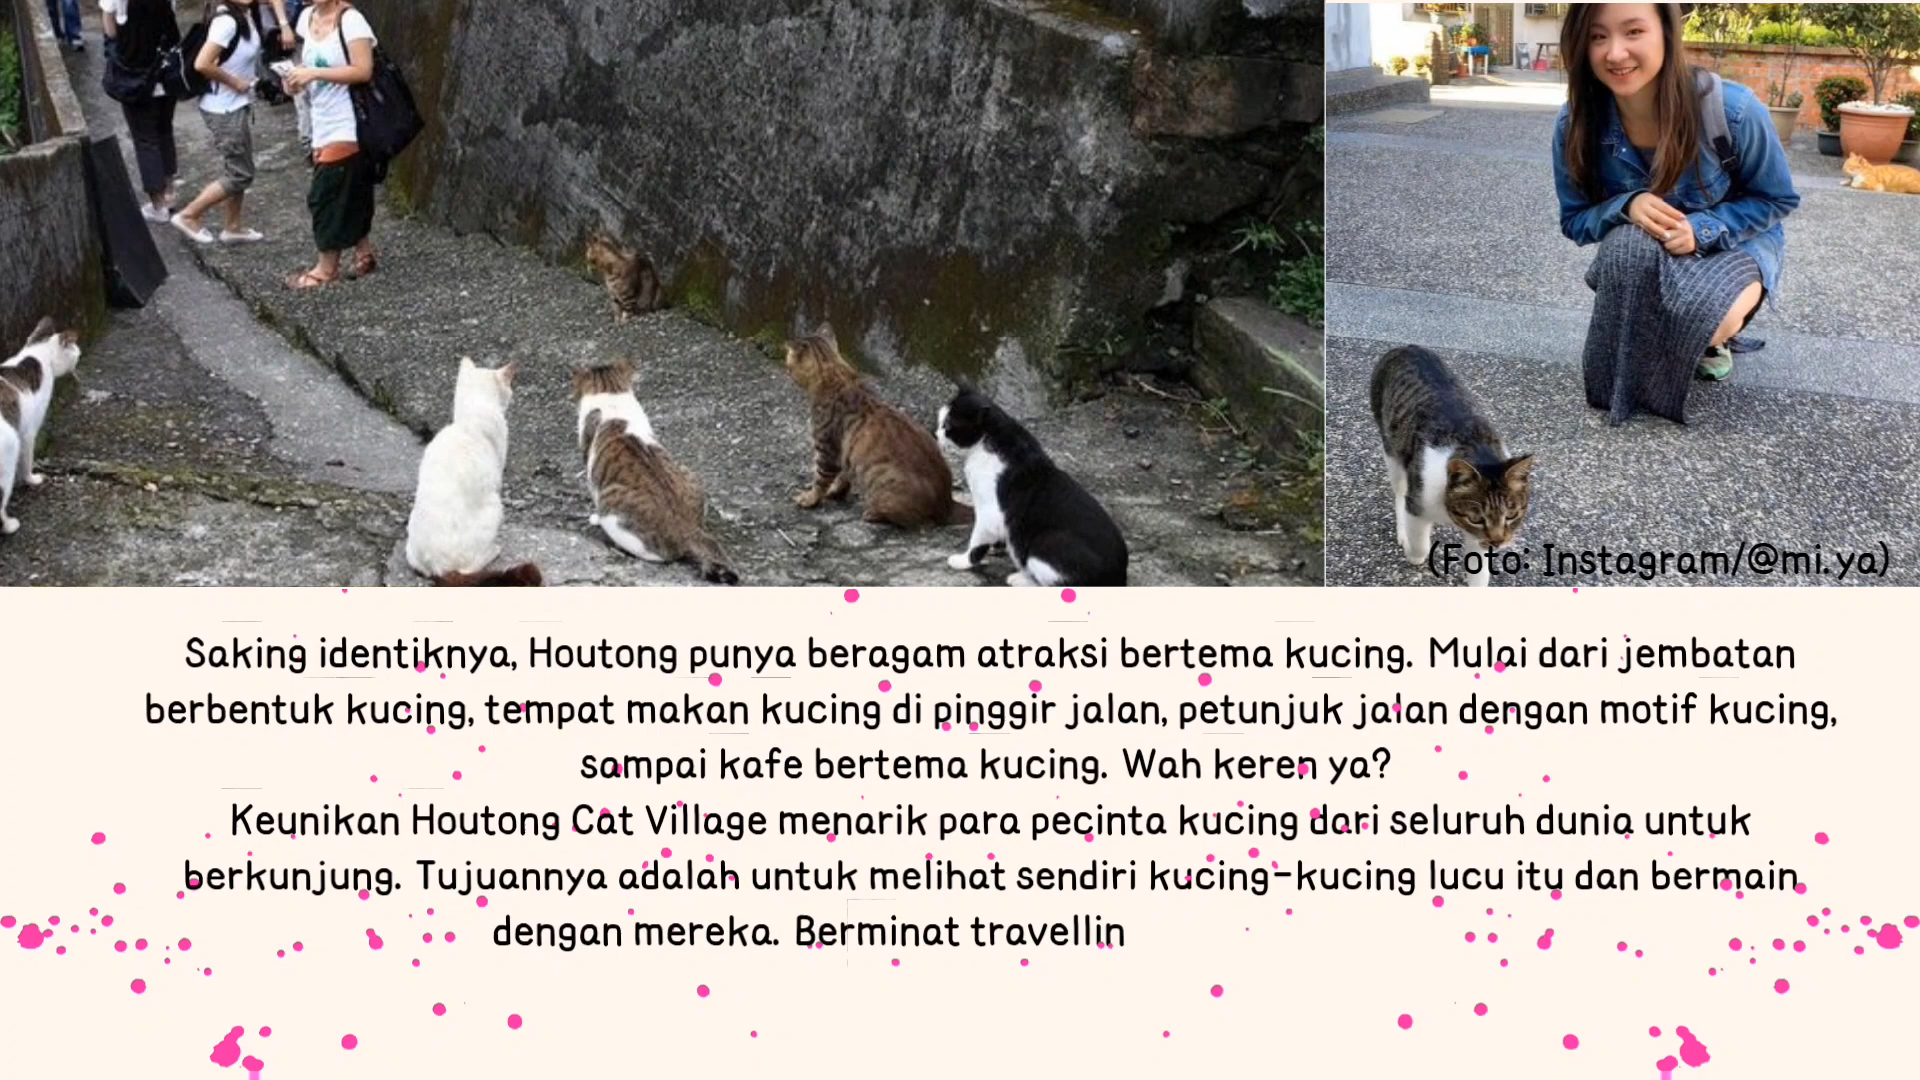 (Foto: Instagram/@mi.ya)
Saking identiknya, Houtong punya beragam atraksi bertema kucing. Mulai dari jembatan
berbentuk kucing, tempat makan kucing di pinggir jalan, petunjuk jalan dengan motif kucing,
sampai kafe bertema kucing. Wah keren ya?
Keunikan Houtong Cat Village menarik para pecinta kucing dari seluruh dunia untuk
berkunjung. Tujuannya adalah untuk melihat sendiri kucing-kucing lucu itu dan bermain
dengan mereka. Berminat travellin